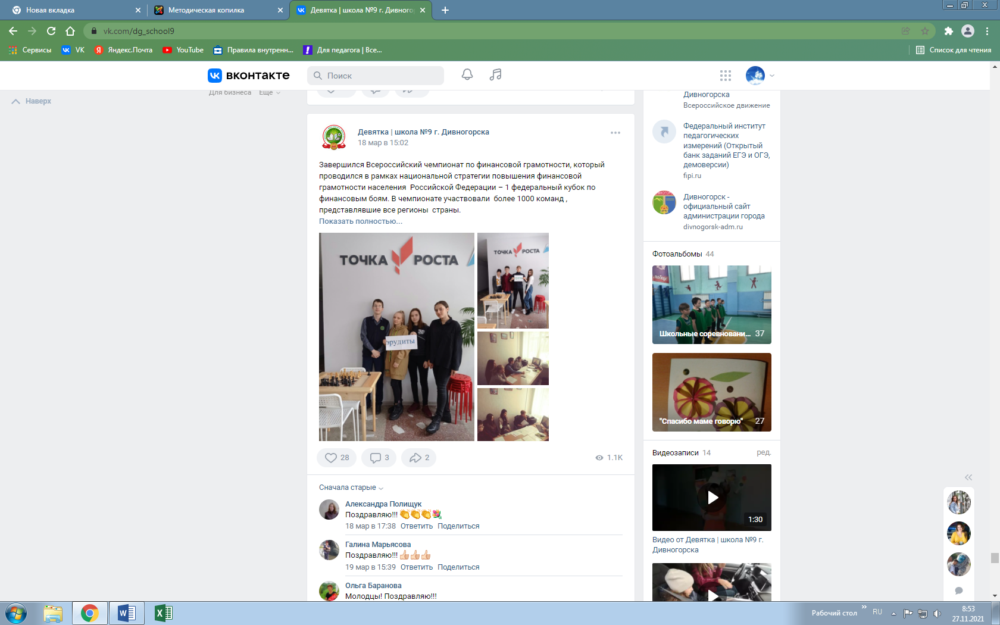 Новая вкладка
Методическая копилка
Девятка | школа №9 г. Дивного
vk.com/dg_school9
Сервисы
VK
Яндекс.Почта
YouTube
Правила внутренн...
Для педагога | Все...
Список для чтения
вконтакте
Поиск
Для бизнеса Ещё
Наверх
Девятка | школа №9 г. Дивногорска
18 мар в 15:02
Завершился Всероссийский чемпионат по финансовой грамотности, который
проводился в рамках национальной стратегии повышения финансовой
грамотности населения Российской Федерации – 1 федеральный кубок по
финансовым боям. В чемпионате участвовали более 1000 команд ,
представлявшие все регионы страны.
Показать полностью...
ТОЧКА РОСТА
эрудиты
ТОЧКА РОСТА
28
3
2
1.1K
Сначала старые
Александра Полищук
Поздравляю!!! 👏👏👏💐
18 мар в 17:38 Ответить Поделиться
Галина Марьясова
Поздравляю!!! 👍👍👍
19 мар в 15:39 Ответить Поделиться
Ольга Баранова
Молодцы! Поздравляю!!!
Дивногорска
Всероссийское движение
Федеральный институт
педагогических
измерений (Открытый
банк заданий ЕГЭ и ОГЭ,
демоверсии)
fipi.ru
Дивногорск -
официальный сайт
администрации города
divnogorsk-adm.ru
Фотоальбомы 44
Школьные соревновани... 37
"Спасибо маме говорю" 27
Видеозаписи 14 ред.
1:30
Видео от Девятка | школа №9 г.
Дивногорска
Рабочий стол
RU
8:53
27.11.2021